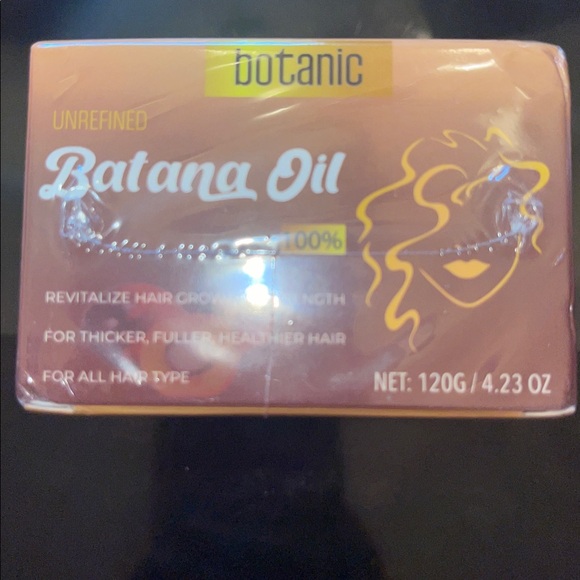 botanic
UNREFINED
Batana Oil
100%
REVITALIZE HAIR
FOR THICKER, FULLER, HEALTHIER HAIR
FOR ALL HAIR TYPE
NET: 120G / 4.23 OZ